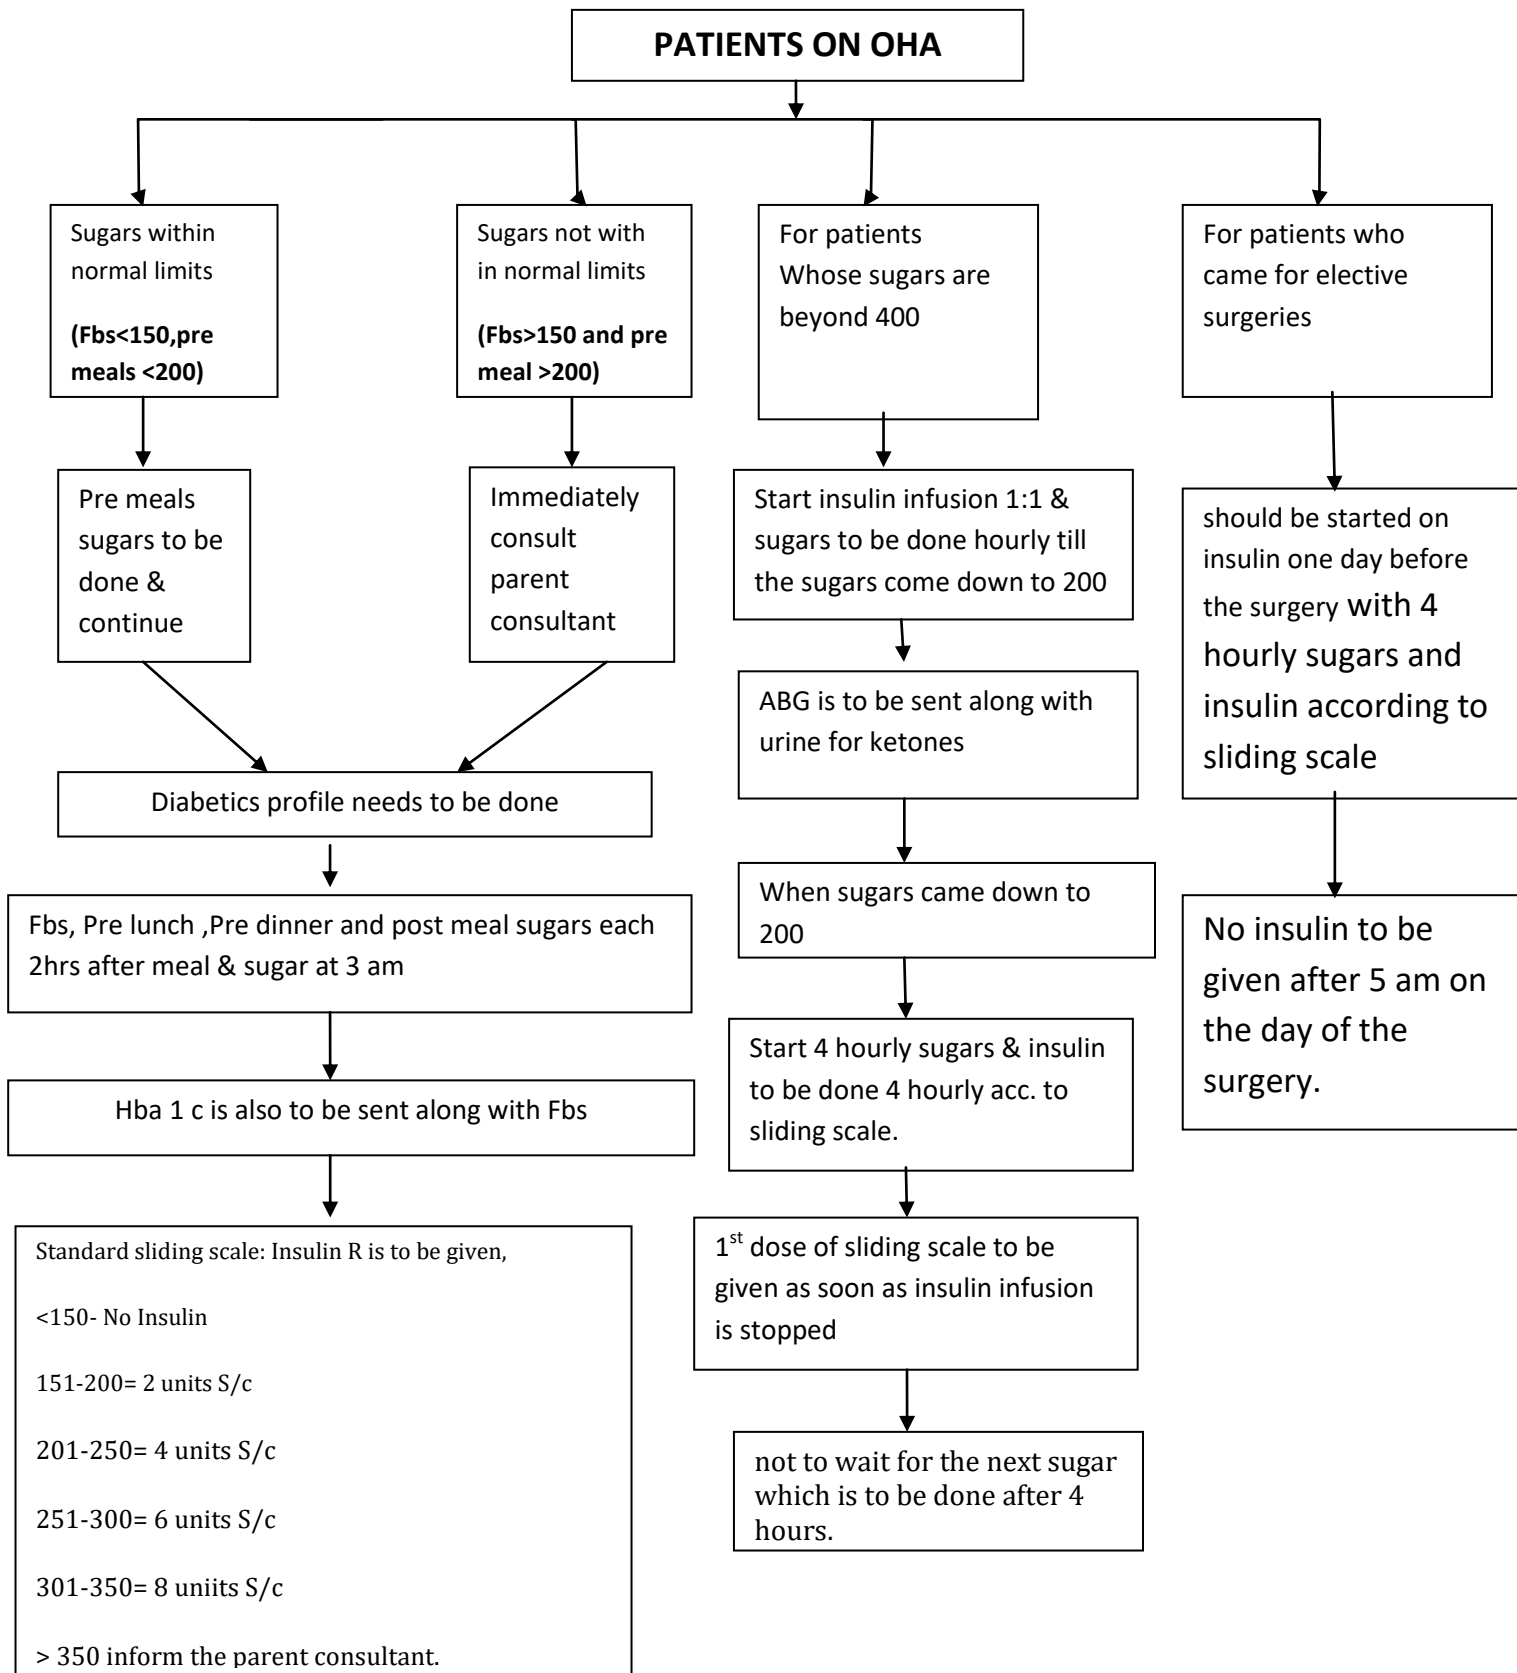 PATIENTS ON OHA
Sugars within
normal limits
(Fbs<150,pre
meals <200)
Sugars not with
in normal limits
(Fbs>150 and pre
meal >200)
For patients
Whose sugars are
beyond 400
For patients who
came for elective
surgeries
Pre meals
sugars to be
done &
continue
Immediately
consult
parent
consultant
Start insulin infusion 1:1 &
sugars to be done hourly till
the sugars come down to 200
should be started on
insulin one day before
the surgery with 4
hourly sugars and
insulin according to
sliding scale
ABG is to be sent along with
urine for ketones
Diabetics profile needs to be done
When sugars came down to
200
Fbs, Pre lunch ,Pre dinner and post meal sugars each
2hrs after meal & sugar at 3 am
No insulin to be
given after 5 am on
the day of the
surgery.
Start 4 hourly sugars & insulin
to be done 4 hourly acc. to
sliding scale.
Hba 1 c is also to be sent along with Fbs
1st dose of sliding scale to be
given as soon as insulin infusion
is stopped
not to wait for the next sugar
which is to be done after 4
hours.
Standard sliding scale: Insulin R is to be given,
<150- No Insulin
151-200= 2 units S/c
201-250= 4 units S/c
251-300= 6 units S/c
301-350= 8 uniits S/c
> 350 inform the parent consultant.